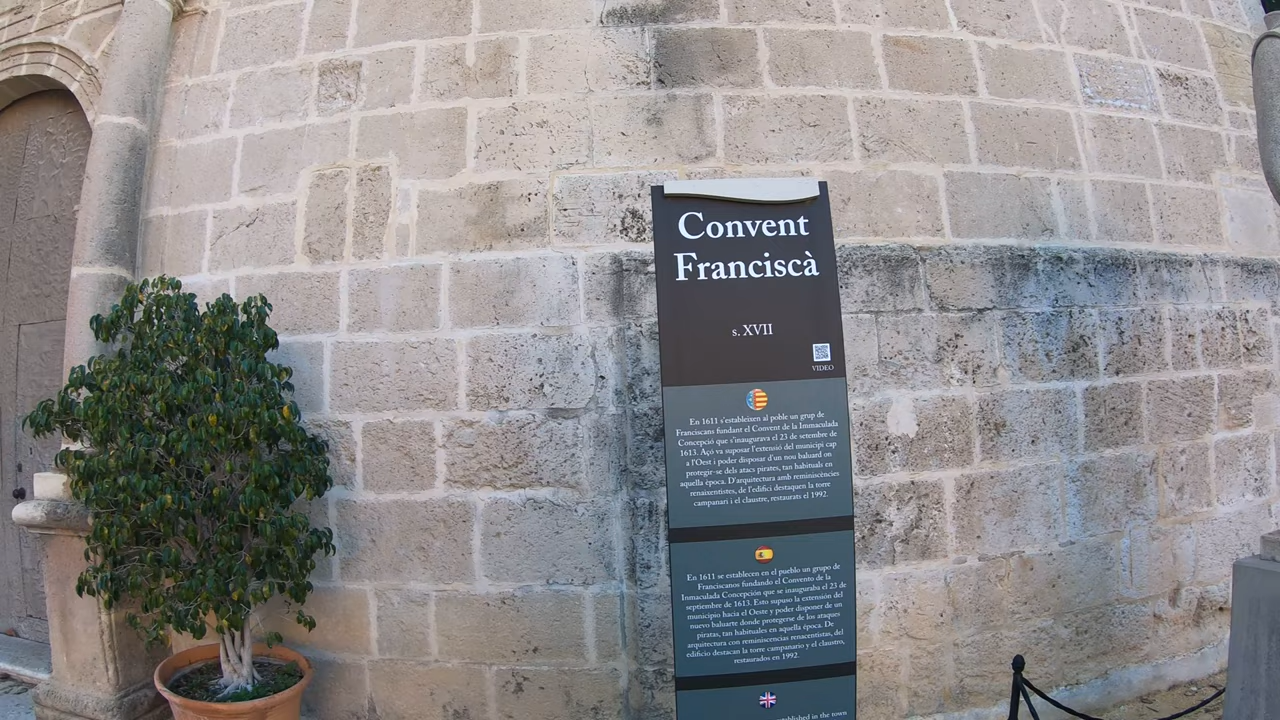 Convent
Franciscà
s. XVII
VIDEO
En 1611 s'estableixen al poble un grup de
Franciscans fundant el Convent de la Immaculada
Concepció que s'inaugurava el 23 de setembre de
1613. Açó va suposar l'extensió del municipi cap
a l'Oest i poder disposar d'un nou baluard on
protegir-se dels atacs pirates, tan habituals en
aquella època. D'arquitectura amb reminiscències
renaixentistes, de l'edifici destaquen la torre
campanari i el claustre, restaurats el 1992.
En 1611 se establecen en el pueblo un grupo de
Franciscanos fundando el Convento de la
Inmaculada Concepción que se inauguraba el 23 de
septiembre de 1613. Esto supuso la extensión del
municipio hacia el Oeste y poder disponer de un
nuevo baluarte donde protegerse de los ataques
piratas, tan habituales en aquella época. De
arquitectura con reminiscencias renacentistas, del
edificio destacan la torre campanario y el claustro,
restaurados en 1992.
established in the town